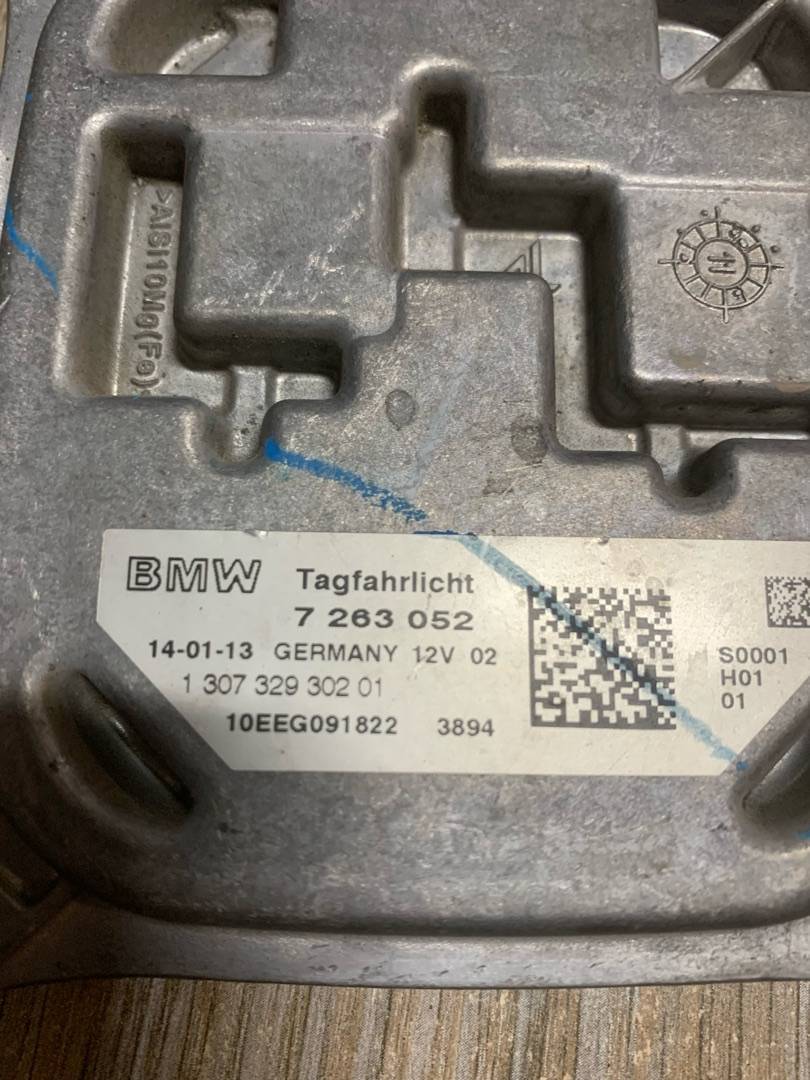 >AlSi10Mg(Fe)<
11
BMW Tagfahrlicht
7 263 052
14-01-13 GERMANY 12V 02
1 307 329 302 01
10EEG091822 3894
S0001
H01
01